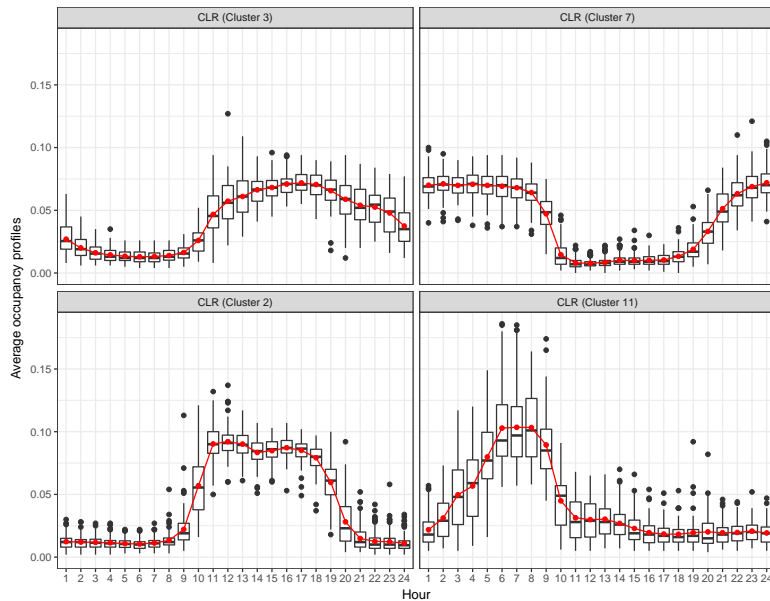 CLR (Cluster 3) CLR (Cluster 7)
0.15
0.10
0.05
0.00
CLR (Cluster 2) CLR (Cluster 11)
0.15
0.10
0.05
0.00
1 2 3 4 5 6 7 8 9 10 11 12 13 14 15 16 17 18 19 20 21 22 23 24 1 2 3 4 5 6 7 8 9 10 11 12 13 14 15 16 17 18 19 20 21 22 23 24
Hour
Average occupancy profiles